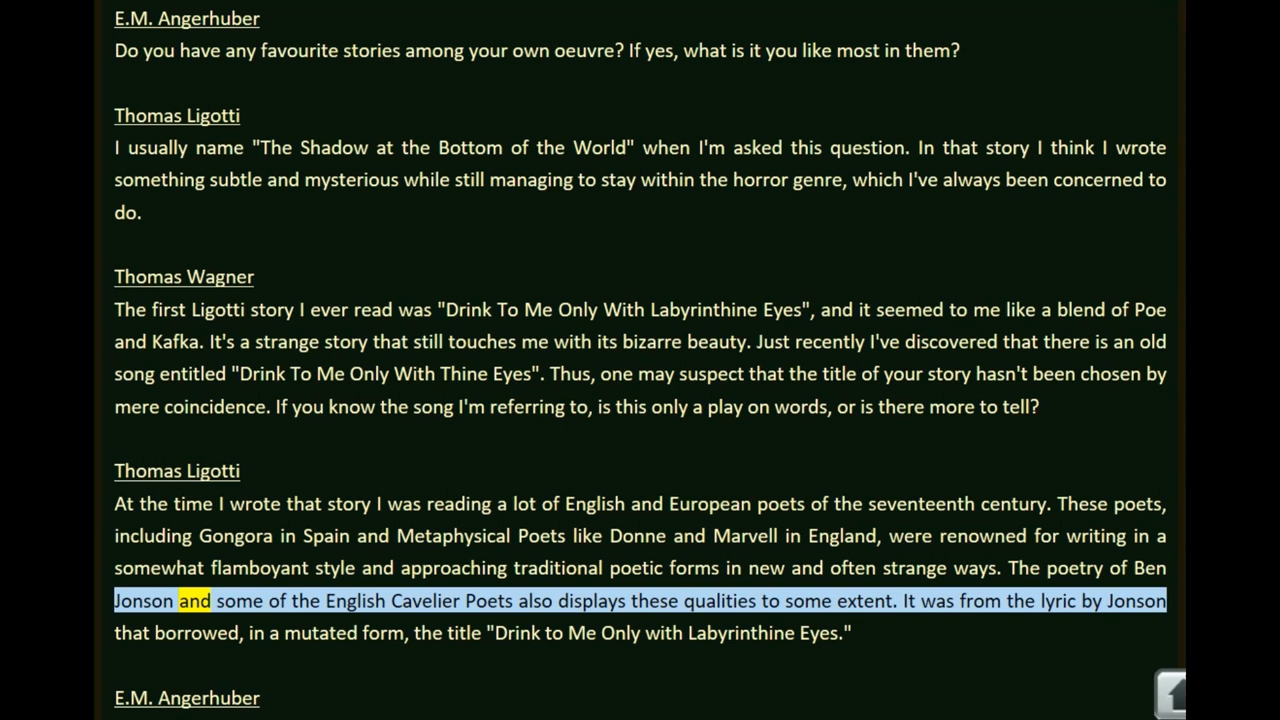 E.M. Angerhuber
Do you have any favourite stories among your own oeuvre? If yes, what is it you like most in them?
Thomas Ligotti
I usually name "The Shadow at the Bottom of the World" when I'm asked this question. In that story I think I wrote
something subtle and mysterious while still managing to stay within the horror genre, which I've always been concerned to
do.
Thomas Wagner
The first Ligotti story I ever read was "Drink To Me Only With Labyrinthine Eyes", and it seemed to me like a blend of Poe
and Kafka. It's a strange story that still touches me with its bizarre beauty. Just recently I've discovered that there is an old
song entitled "Drink To Me Only With Thine Eyes". Thus, one may suspect that the title of your story hasn't been chosen by
mere coincidence. If you know the song I'm referring to, is this only a play on words, or is there more to tell?
Thomas Ligotti
At the time I wrote that story I was reading a lot of English and European poets of the seventeenth century. These poets,
including Gongora in Spain and Metaphysical Poets like Donne and Marvell in England, were renowned for writing in a
somewhat flamboyant style and approaching traditional poetic forms in new and often strange ways. The poetry of Ben
Jonson and some of the English Cavelier Poets also displays these qualities to some extent. It was from the lyric by Jonson
that borrowed, in a mutated form, the title "Drink to Me Only with Labyrinthine Eyes."
E.M. Angerhuber